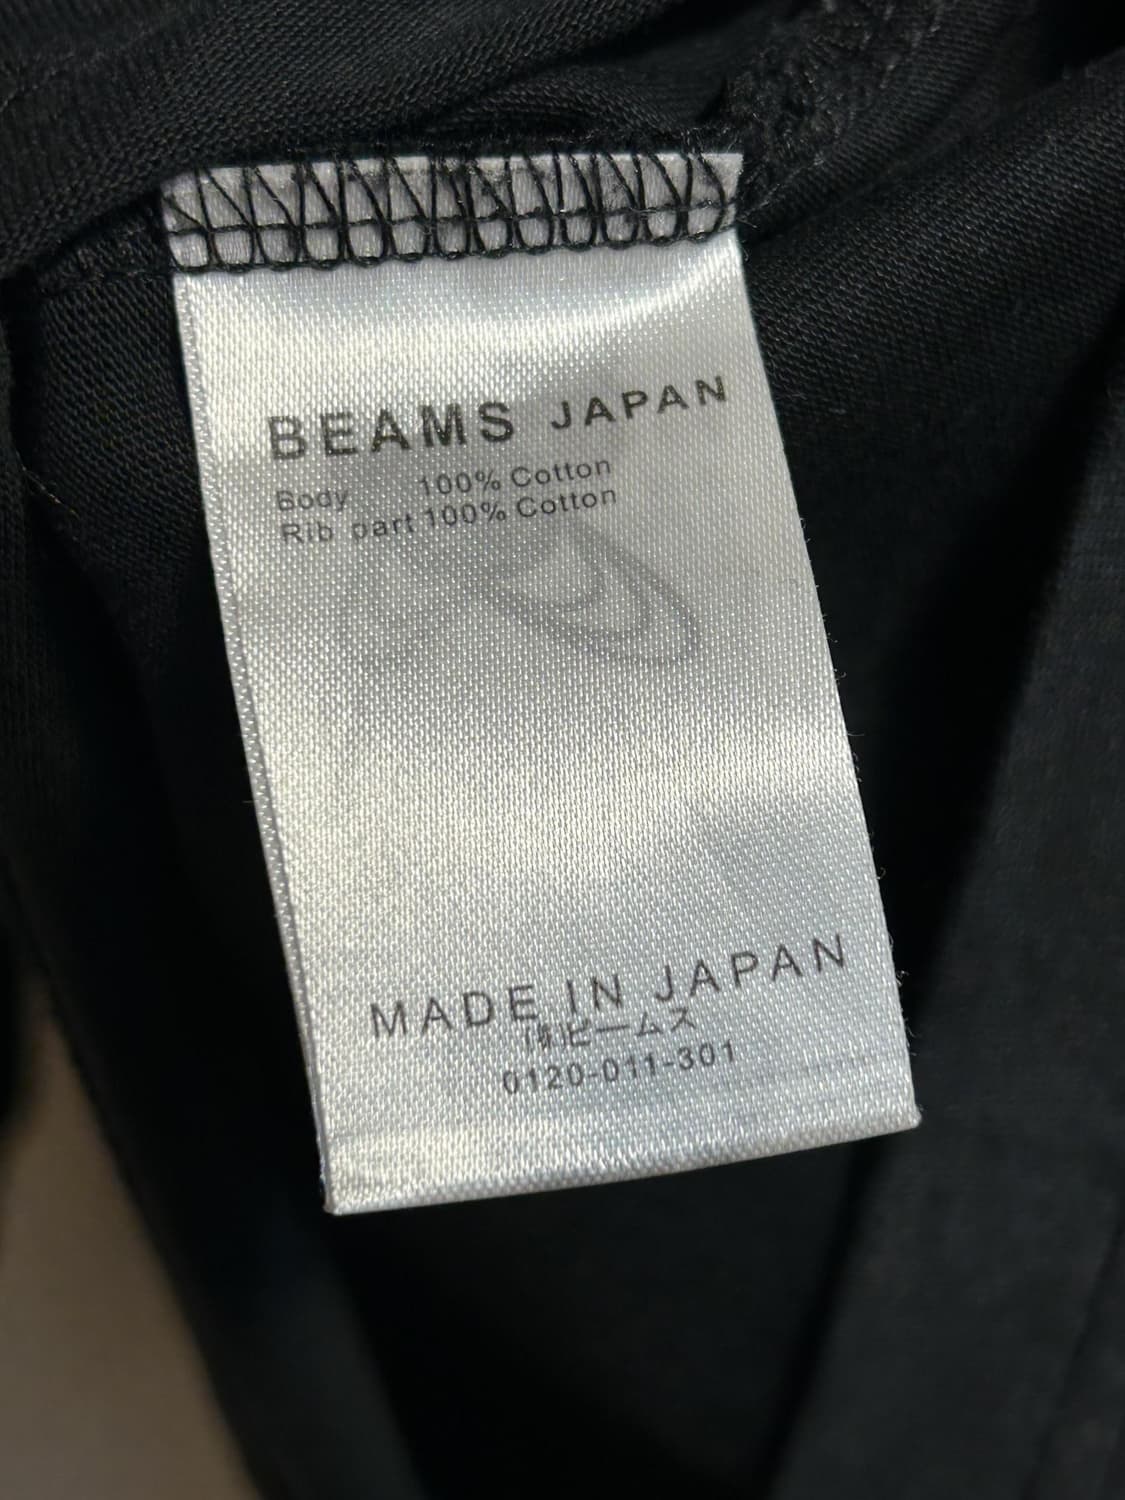 BEAMS JAPAN
Body 100% Cotton
Rib part 100% Cotton
MADE IN JAPAN
㈲ビームス
0120-011-301